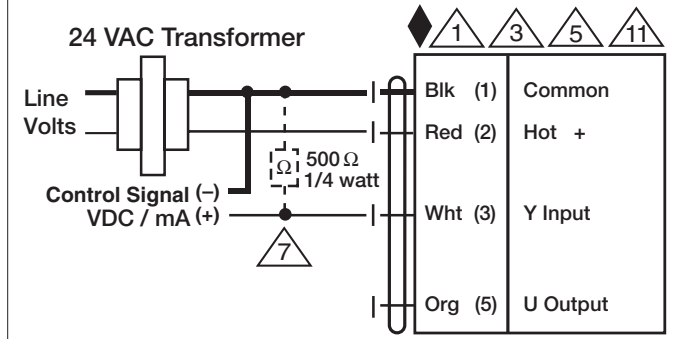 24 VAC Transformer
1 3 5 11
Line
Volts
Blk (1) Common
Red (2) Hot +
Ω 500 Ω
1/4 watt
Control Signal (–)
VDC / mA (+)
Wht (3) Y Input
7
Org (5) U Output